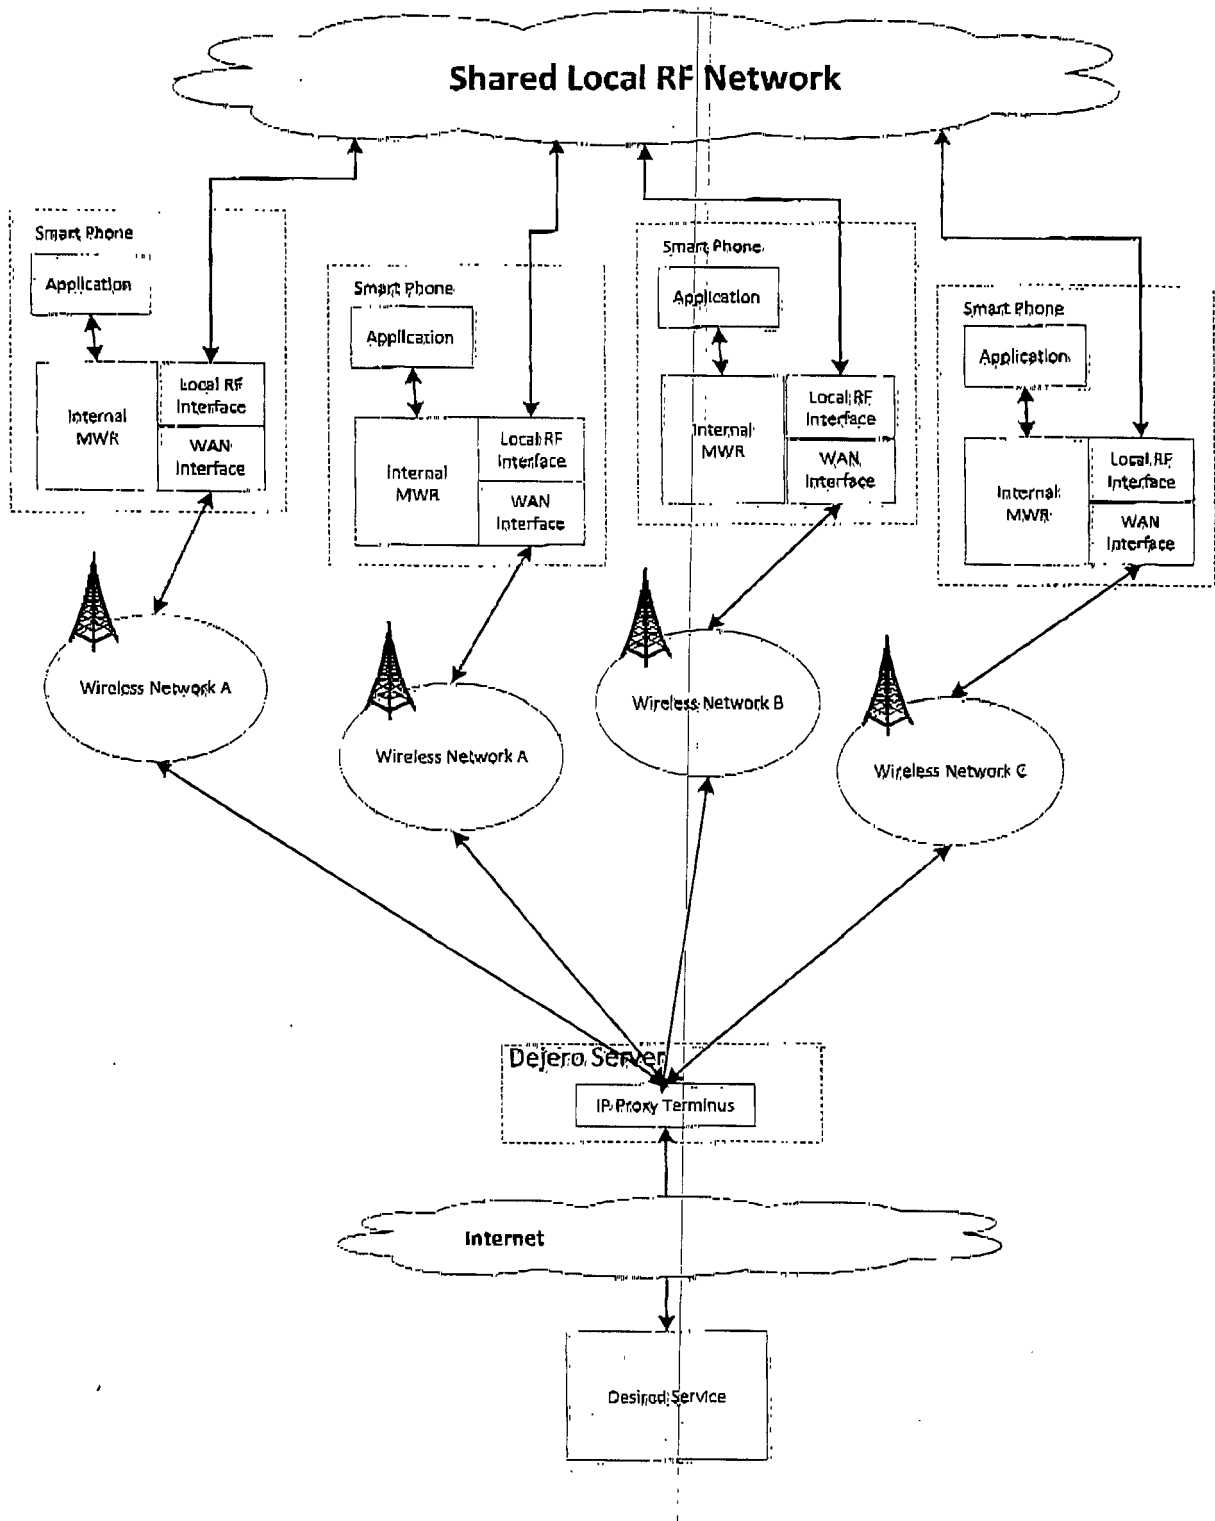 Shared Local RF Network
Smart Phone
Application
Internal
MWR
Local RF
Interface
WAN
Interface
Smart Phone
Application
Internal
MWR
Local RF
Interface
WAN
Interface
Smart Phone
Application
Internal
MWR
Local RF
Interface
WAN
Interface
Smart Phone
Application
Internal
MWR
Local RF
Interface
WAN
Interface
Wireless Network A
Wireless Network A
Wireless Network B
Wireless Network C
Dejero Server
IP Proxy Terminus
Internet
Desired Service